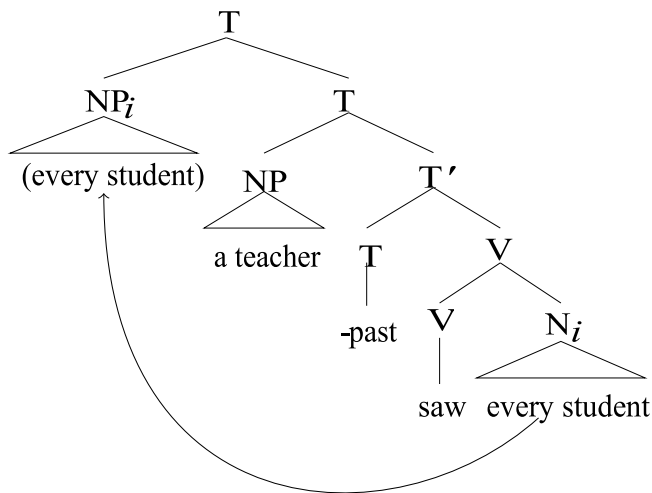 T
NPi T
(every student) NP T′
a teacher T V
-past V Ni
saw every student